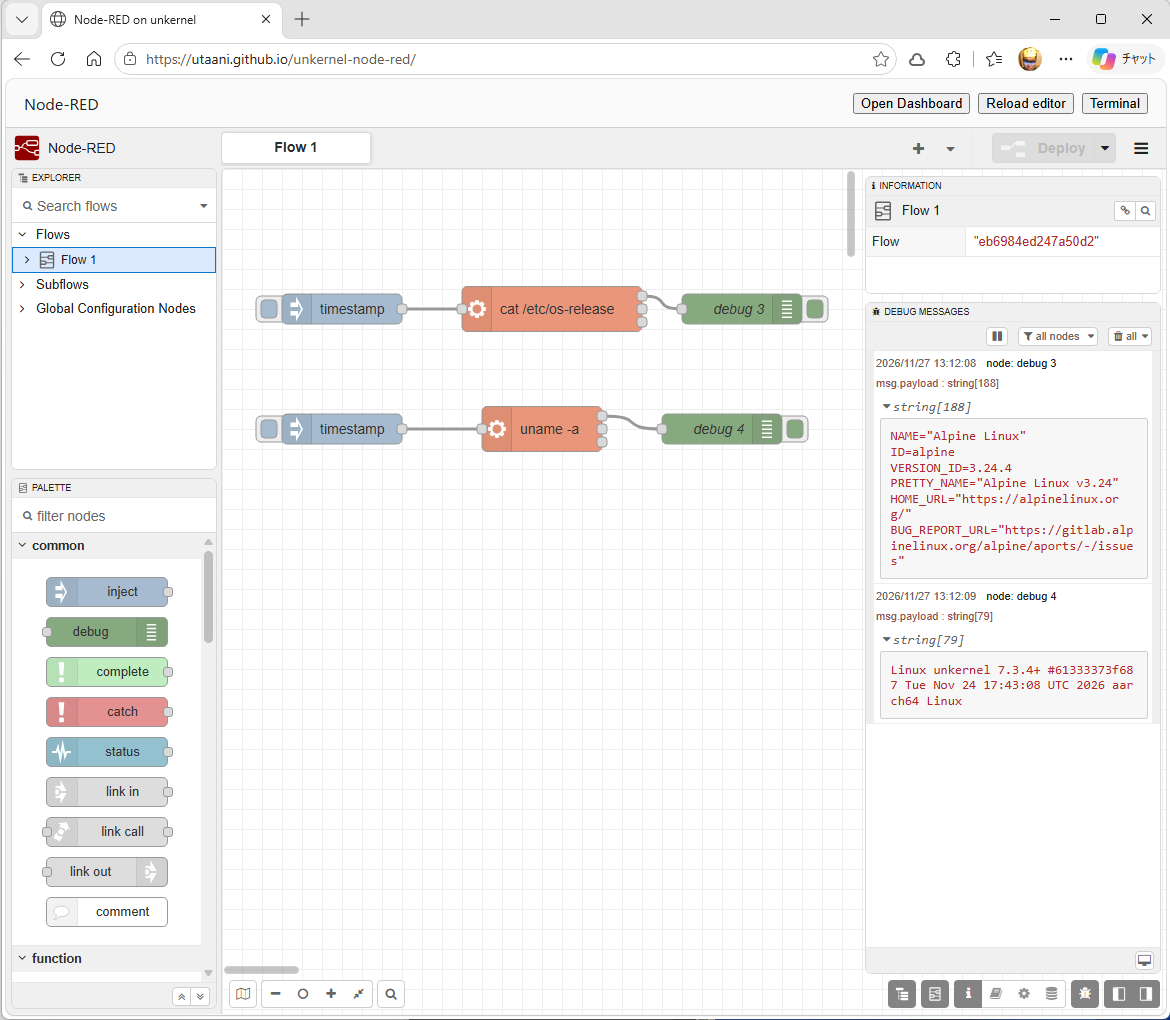 Node-RED on unkernel
https://utaani.github.io/unkernel-node-red/
チャット
Node-RED
Open Dashboard
Reload editor
Terminal
Node-RED
Flow 1
Deploy
EXPLORER
Search flows
Flows
Flow 1
Subflows
Global Configuration Nodes
PALETTE
filter nodes
common
inject
debug
complete
catch
status
link in
link call
link out
comment
function
timestamp
cat /etc/os-release
debug 3
timestamp
uname -a
debug 4
INFORMATION
Flow 1
Flow "eb6984ed247a50d2"
DEBUG MESSAGES
all nodes
all
2026/11/27 13:12:08 node: debug 3
msg.payload : string[188]
string[188]
NAME="Alpine Linux"
ID=alpine
VERSION_ID=3.24.4
PRETTY_NAME="Alpine Linux v3.24"
HOME_URL="https://alpinelinux.or
g/"
BUG_REPORT_URL="https://gitlab.alp
inelinux.org/alpine/aports/-/issue
s"
2026/11/27 13:12:09 node: debug 4
msg.payload : string[79]
string[79]
Linux unkernel 7.3.4+ #61333373f68
7 Tue Nov 24 17:43:08 UTC 2026 aar
ch64 Linux